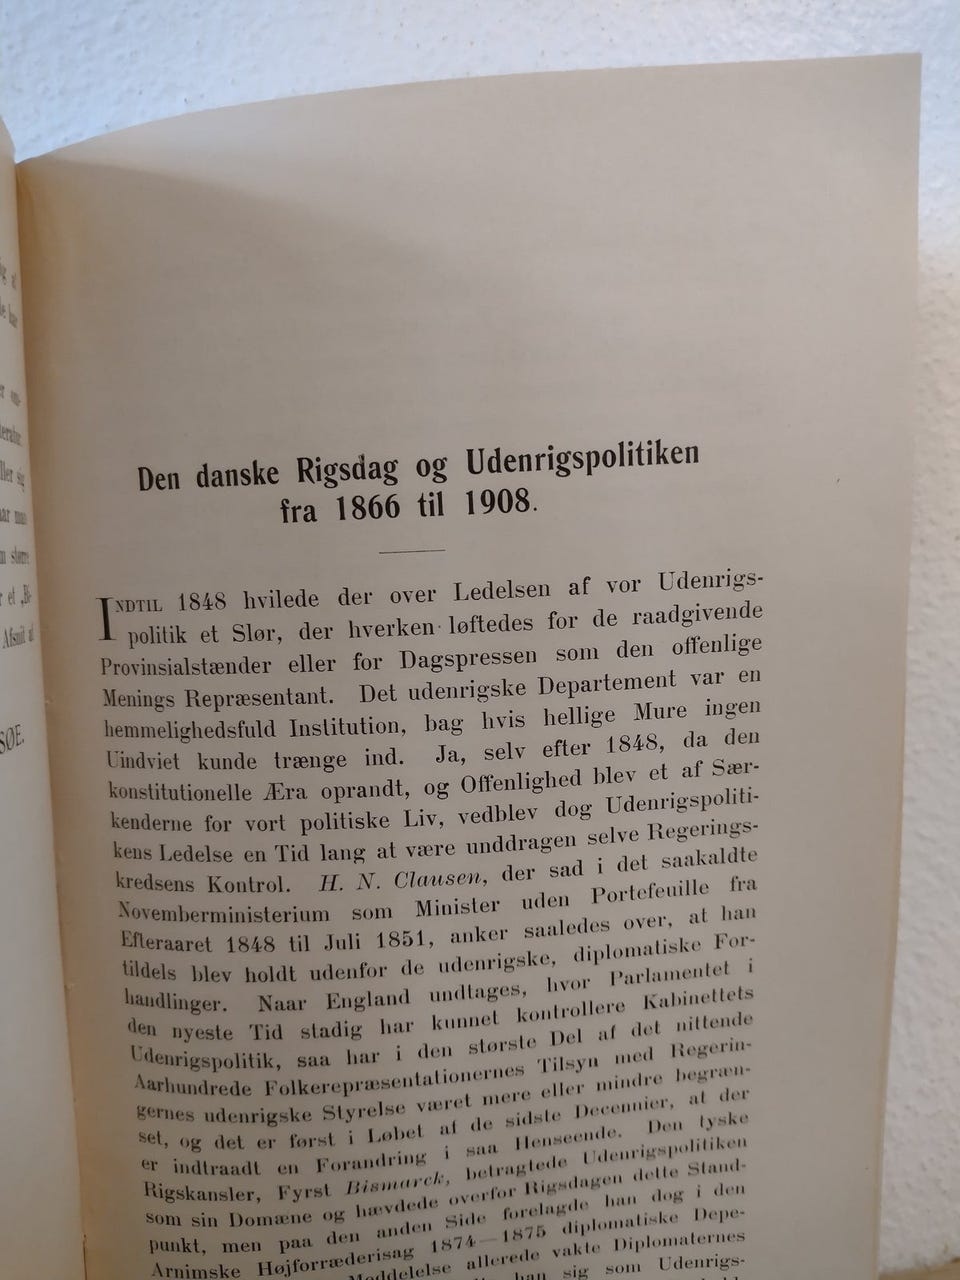 Den danske Rigsdag og Udenrigspolitiken
fra 1866 til 1908.
INDTIL 1848 hvilede der over Ledelsen af vor Udenrigs-
politik et Slør, der hverken løftedes for de raadgivende
Provinsialstænder eller for Dagspressen som den offenlige
Menings Repræsentant. Det udenrigske Departement var en
hemmelighedsfuld Institution, bag hvis hellige Mure ingen
Uindviet kunde trænge ind. Ja, selv efter 1848, da den
konstitutionelle Æra oprandt, og Offenlighed blev et af Sær-
kenderne for vort politiske Liv, vedblev dog Udenrigspoliti-
kens Ledelse en Tid lang at være unddragen selve Regerings-
kredsens Kontrol. H. N. Clausen, der sad i det saakaldte
Novemberministerium som Minister uden Portefeuille fra
Efteraaret 1848 til Juli 1851, anker saaledes over, at han
tildels blev holdt udenfor de udenrigske, diplomatiske For-
handlinger. Naar England undtages, hvor Parlamentet i
den nyeste Tid stadig har kunnet kontrollere Kabinettets
Udenrigspolitik, saa har i den største Del af det nittende
Aarhundrede Folkerepræsentationernes Tilsyn med Regerin-
gernes udenrigske Styrelse været mere eller mindre begræn-
set, og det er først i Løbet af de sidste Decennier, at der
er indtraadt en Forandring i saa Henseende. Den tyske
Rigskansler, Fyrst Bismarck, betragtede Udenrigspolitiken
som sin Domæne og hævdede overfor Rigsdagen dette Stand-
punkt, men paa den anden Side forelagde han dog i den
Arnimske Højforræderisag 1874—1875 diplomatiske Depe-
Meddelelse allerede vakte Diplomaternes
han sig som Udenrigs-